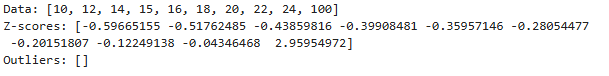 Data: [10, 12, 14, 15, 16, 18, 20, 22, 24, 100]
Z-scores: [-0.59665155 -0.51762485 -0.43859816 -0.39908481 -0.35957146 -0.28054477
 -0.20151807 -0.12249138 -0.04346468  2.95954972]
Outliers: []